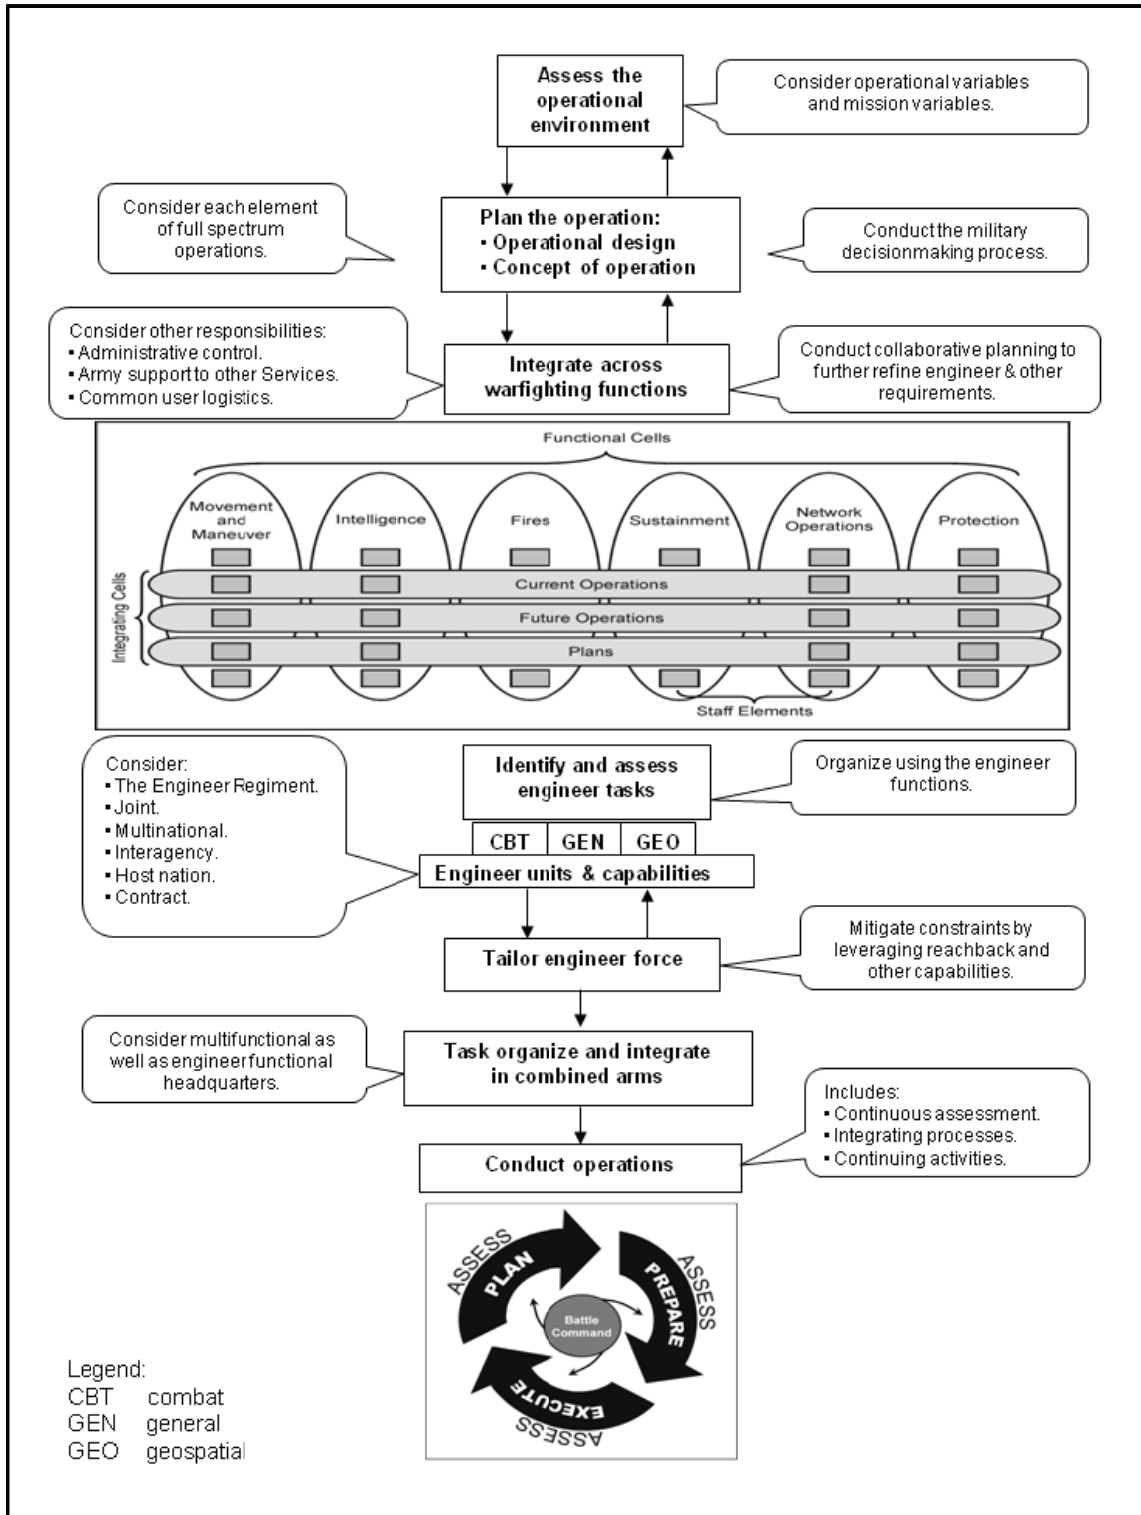 Assess the
operational
environment
Consider operational variables
and mission variables.
Consider each element
of full spectrum
operations.
Plan the operation:
▪ Operational design
▪ Concept of operation
Conduct the military
decisionmaking process.
Consider other responsibilities:
▪ Administrative control.
▪ Army support to other Services.
▪ Common user logistics.
Integrate across
warfighting functions
Conduct collaborative planning to
further refine engineer & other
requirements.
Functional Cells
Movement
and
Maneuver
Intelligence
Fires
Sustainment
Network
Operations
Protection
Integrating Cells
Current Operations
Future Operations
Plans
Staff Elements
Consider:
▪ The Engineer Regiment.
▪ Joint.
▪ Multinational.
▪ Interagency.
▪ Host nation.
▪ Contract.
Identify and assess
engineer tasks
Organize using the engineer
functions.
CBT GEN GEO
Engineer units & capabilities
Tailor engineer force
Mitigate constraints by
leveraging reachback and
other capabilities.
Consider multifunctional as
well as engineer functional
headquarters.
Task organize and integrate
in combined arms
Includes:
▪ Continuous assessment.
▪ Integrating processes.
▪ Continuing activities.
Conduct operations
ASSESS
PLAN
ASSESS
PREPARE
Battle
Command
EXECUTE
ASSESS
Legend:
CBT combat
GEN general
GEO geospatial